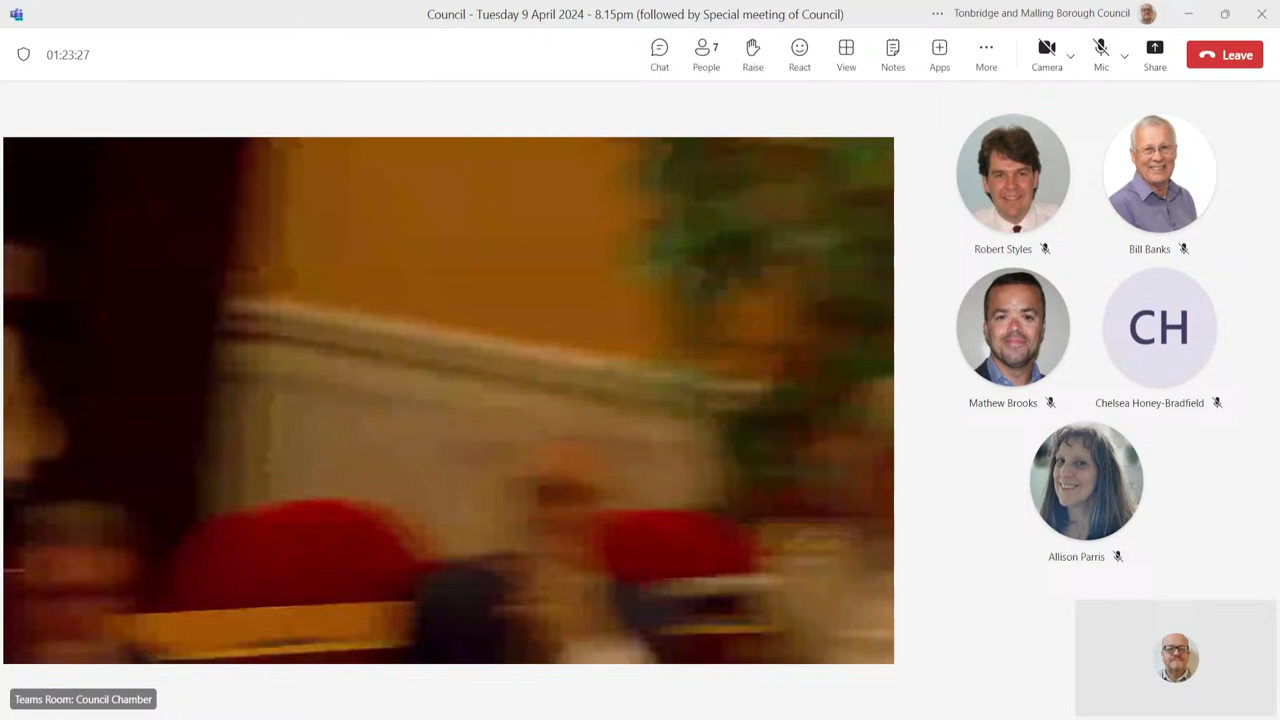 Council - Tuesday 9 April 2024 - 8.15pm (followed by Special meeting of Council)
Tonbridge and Malling Borough Council
01:23:27
Chat
People 7
Raise
React
View
Notes
Apps
More
Camera
Mic
Share
Leave
Robert Styles
Bill Banks
Mathew Brooks
CH
Chelsea Honey-Bradfield
Allison Parris
Teams Room: Council Chamber